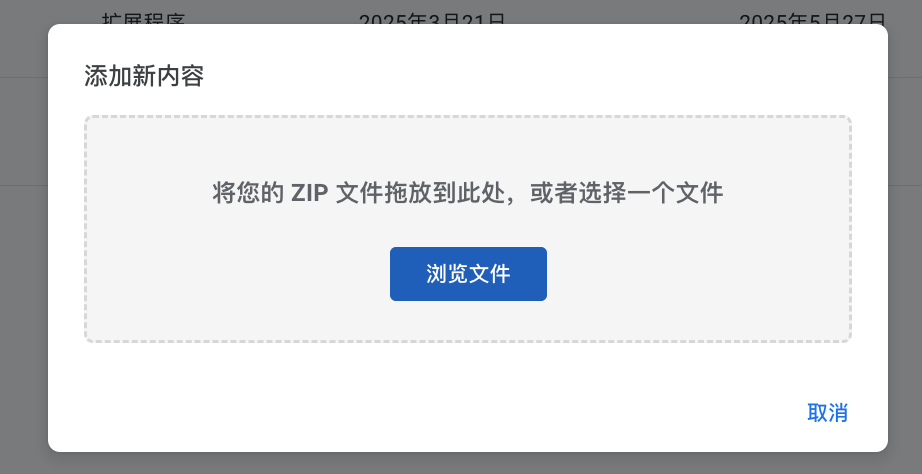 扩展程序 2025年3月21日 2025年5月27日
添加新内容
将您的 ZIP 文件拖放到此处，或者选择一个文件
浏览文件
取消